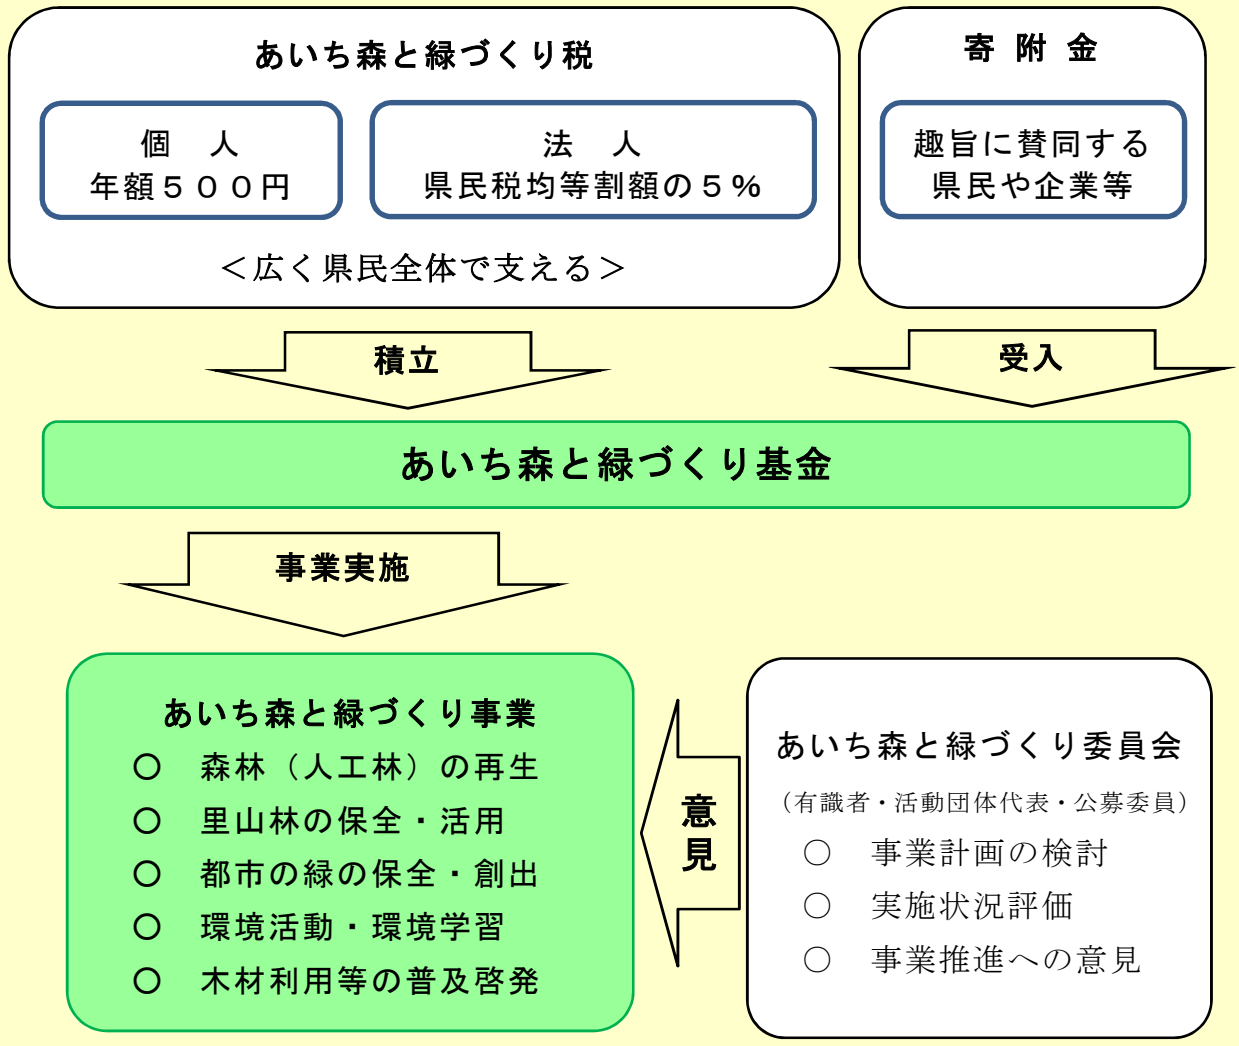 あいち森と緑づくり税
個　人
年額５００円
法　人
県民税均等割額の５％
＜広く県民全体で支える＞
寄 附 金
趣旨に賛同する
県民や企業等
積立
受入
あいち森と緑づくり基金
事業実施
あいち森と緑づくり事業
○　森林（人工林）の再生
○　里山林の保全・活用
○　都市の緑の保全・創出
○　環境活動・環境学習
○　木材利用等の普及啓発
意
見
あいち森と緑づくり委員会
（有識者・活動団体代表・公募委員）
○　事業計画の検討
○　実施状況評価
○　事業推進への意見